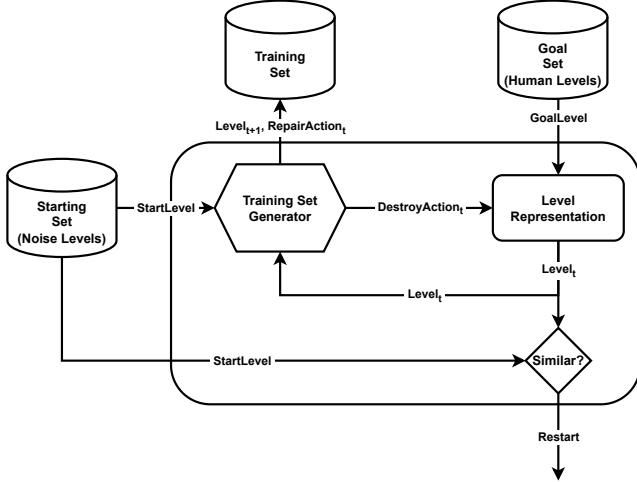 Training
Set
Goal
Set
(Human Levels)
Level_{t+1}, RepairAction_t
GoalLevel
Starting
Set
(Noise Levels)
StartLevel
Training Set
Generator
DestroyAction_t
Level
Representation
Level_t
Level_t
StartLevel
Similar?
Restart